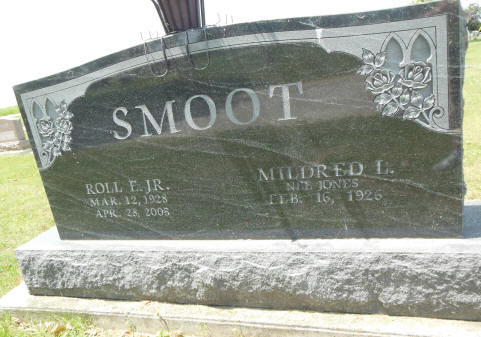 SMOOT
ROLL E. JR.
MAR. 12, 1928
APR. 28, 2008
MILDRED L.
NEE JONES
FEB. 16, 1926